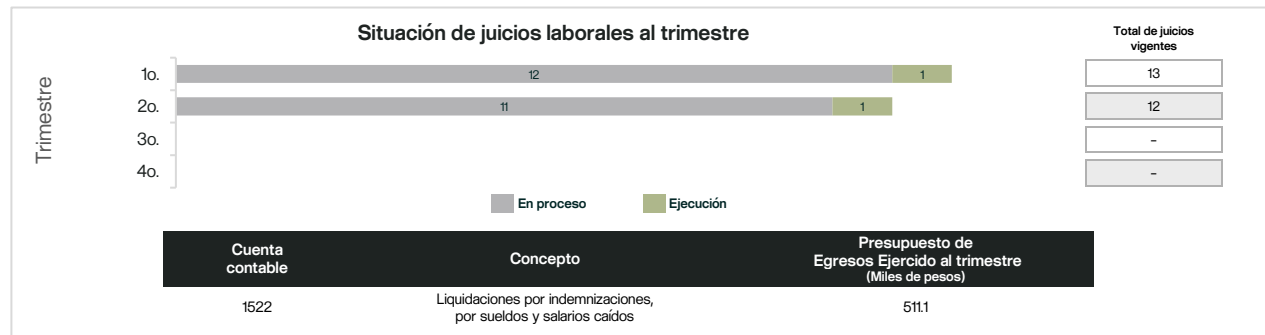 Situación de juicios laborales al trimestre
Total de juicios
vigentes
Trimestre
1o.
12
1
13
2o.
11
1
12
3o.
-
4o.
-
En proceso
Ejecución
Cuenta
contable
Concepto
Presupuesto de
Egresos Ejercido al trimestre
(Miles de pesos)
1522
Liquidaciones por indemnizaciones,
por sueldos y salarios caídos
511.1